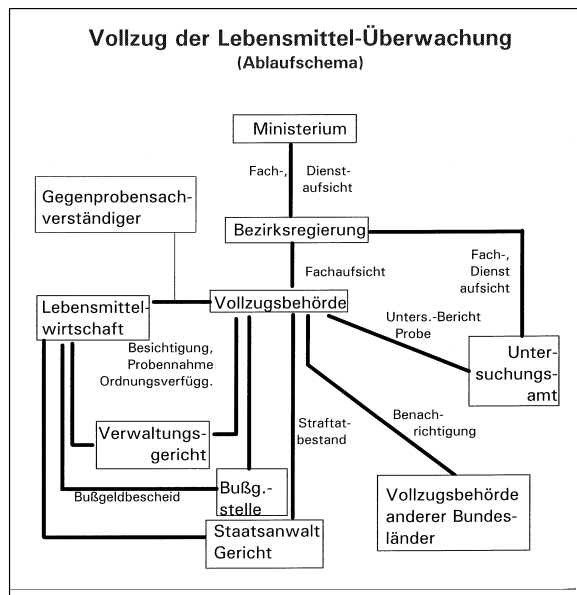 Vollzug der Lebensmittel-Überwachung
(Ablaufschema)
Ministerium
Fach-, Dienst-
aufsicht
Gegenprobensach-
verständiger
Bezirksregierung
Fachaufsicht
Fach-,
Dienst
aufsicht
Lebensmittel-
wirtschaft
Vollzugsbehörde
Unters.-Bericht
Probe
Besichtigung,
Probennahme
Ordnungsverfügg.
Unter-
suchungs-
amt
Verwaltungs-
gericht
Straftat-
bestand
Benach-
richtigung
Bußgeldbescheid
Bußg.-
stelle
Staatsanwalt
Gericht
Vollzugsbehörde
anderer Bundes-
länder